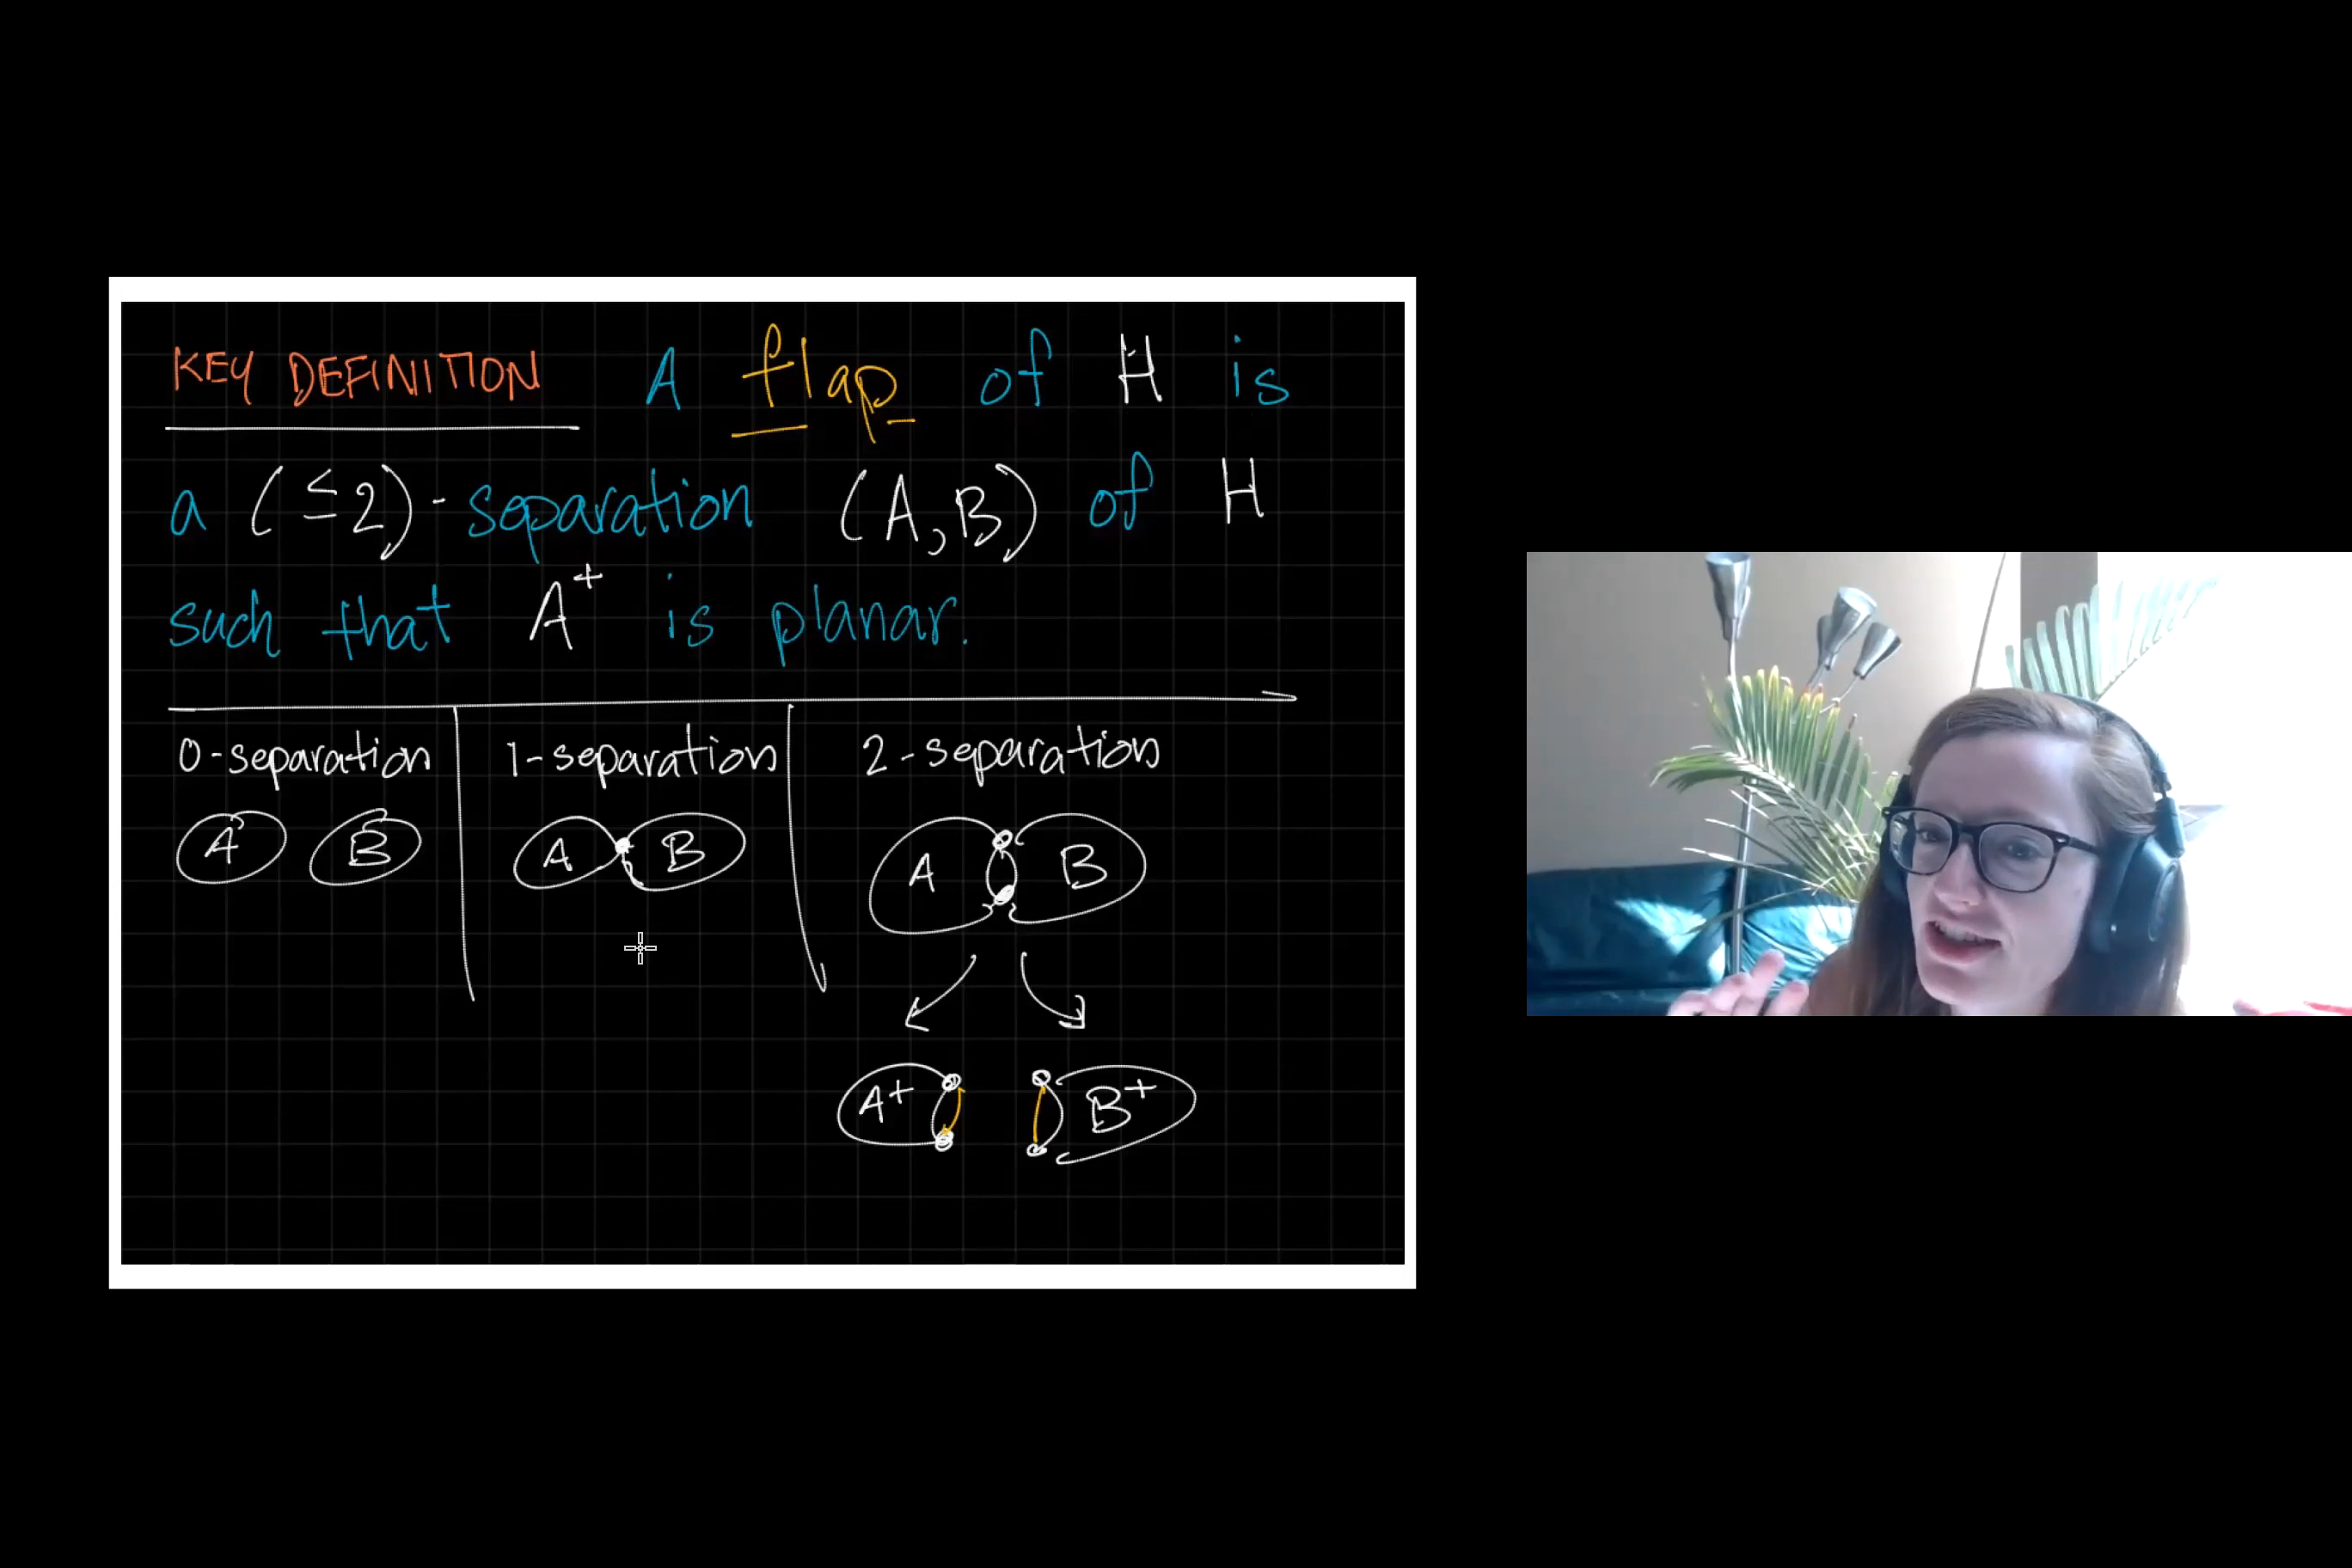 KEY DEFINITION A flap of H is
a (≤2)-separation (A,B) of H
such that A⁺ is planar.
0-separation 1-separation 2-separation
A B A B A B
A+ B+